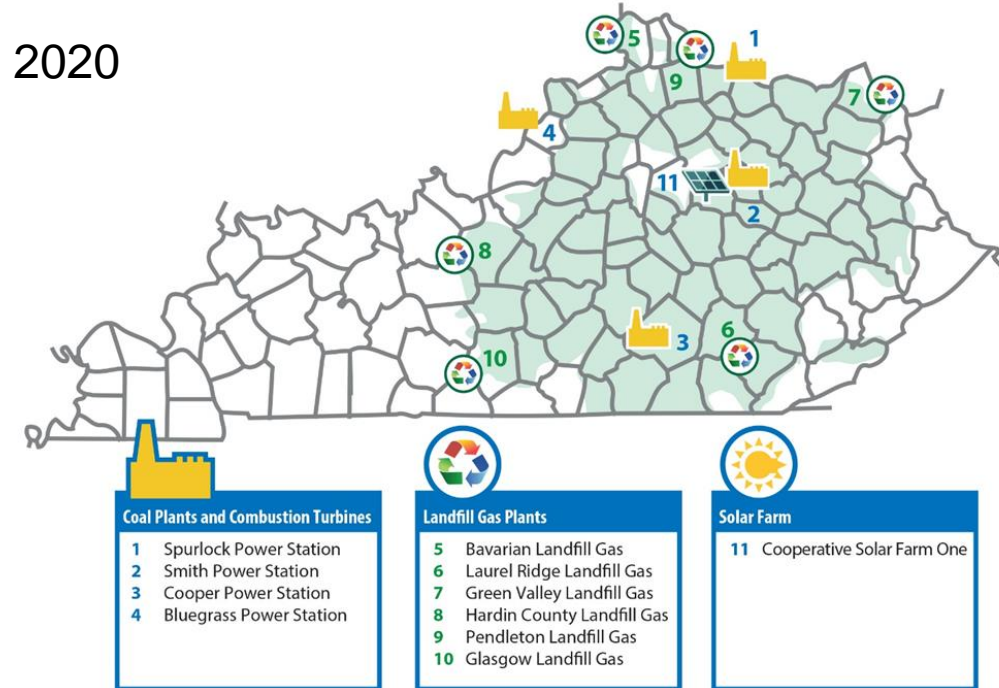 2020
5
1
9
7
4
11
2
8
3
6
10
Coal Plants and Combustion Turbines
1 Spurlock Power Station
2 Smith Power Station
3 Cooper Power Station
4 Bluegrass Power Station
Landfill Gas Plants
5 Bavarian Landfill Gas
6 Laurel Ridge Landfill Gas
7 Green Valley Landfill Gas
8 Hardin County Landfill Gas
9 Pendleton Landfill Gas
10 Glasgow Landfill Gas
Solar Farm
11 Cooperative Solar Farm One